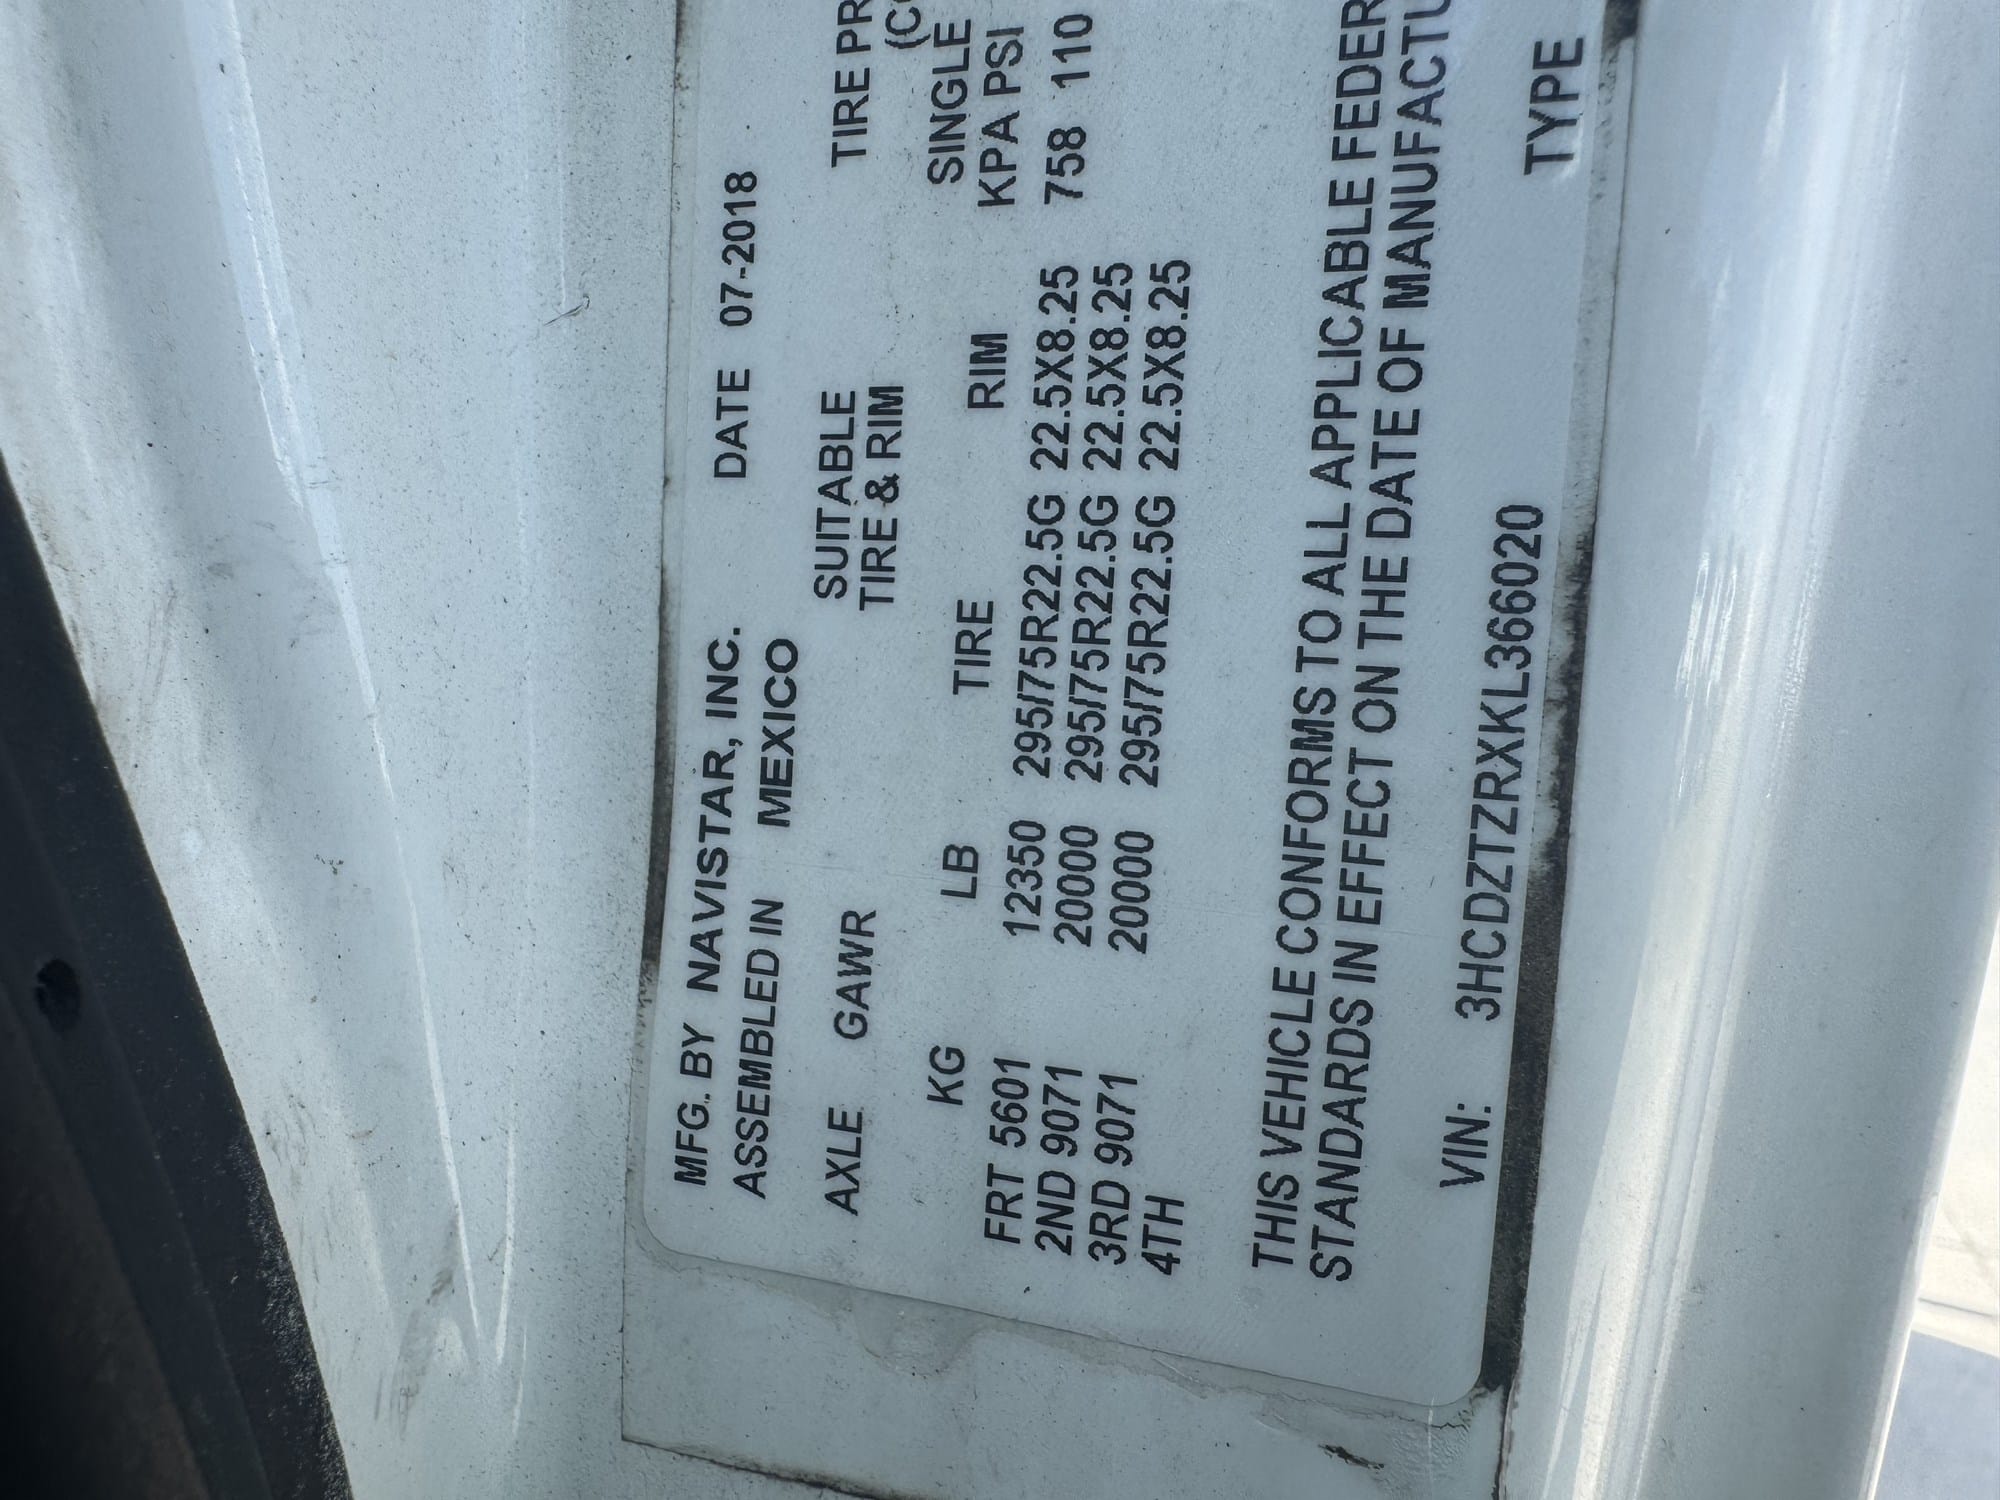 MFG. BY NAVISTAR, INC. DATE 07-2018
ASSEMBLED IN MEXICO
AXLE GAWR SUITABLE TIRE PR
TIRE & RIM (C
KG LB TIRE RIM SINGLE
KPA PSI
FRT 5601 12350 295/75R22.5G 22.5X8.25 758 110
2ND 9071 20000 295/75R22.5G 22.5X8.25
3RD 9071 20000 295/75R22.5G 22.5X8.25
4TH
THIS VEHICLE CONFORMS TO ALL APPLICABLE FEDER
STANDARDS IN EFFECT ON THE DATE OF MANUFACTU
VIN: 3HCDZTZRXKL366020 TYPE